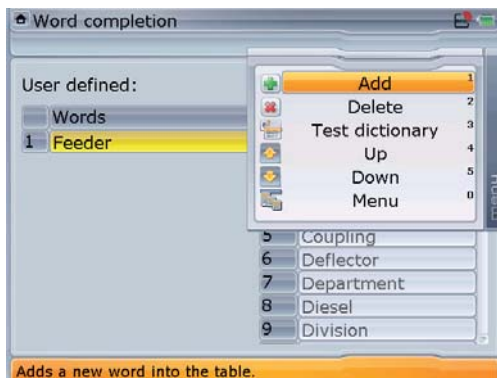 Word completion
User defined:
Words
1 Feeder
Add 1
Delete 2
Test dictionary 3
Up 4
Down 5
Menu 0
5 Coupling
6 Deflector
7 Department
8 Diesel
9 Division
Adds a new word into the table.